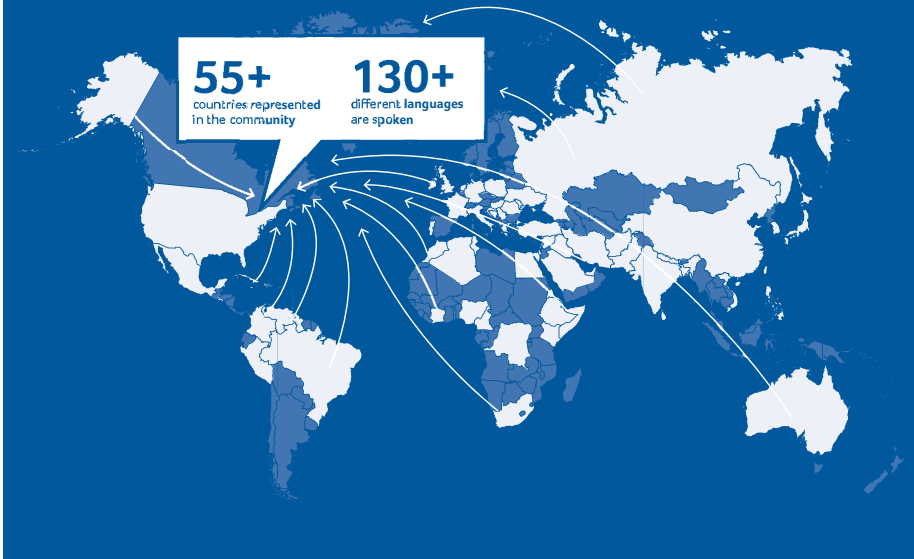 55+
countries represented
in the community
130+
different languages
are spoken